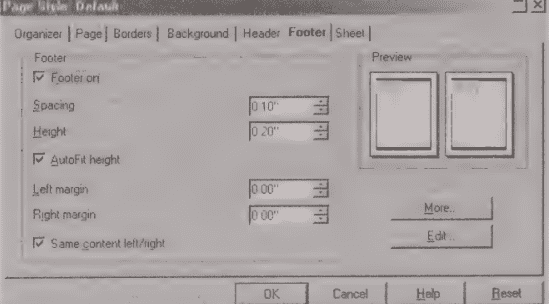 Page Style: Default
Organizer | Page | Borders | Background | Header | Footer | Sheet |
Footer
Footer on
Spacing
0.10"
Height
0.20"
AutoFit height
Left margin
0.00"
Right margin
0.00"
Same content left/right
Preview
More..
Edit...
OK
Cancel
Help
Reset